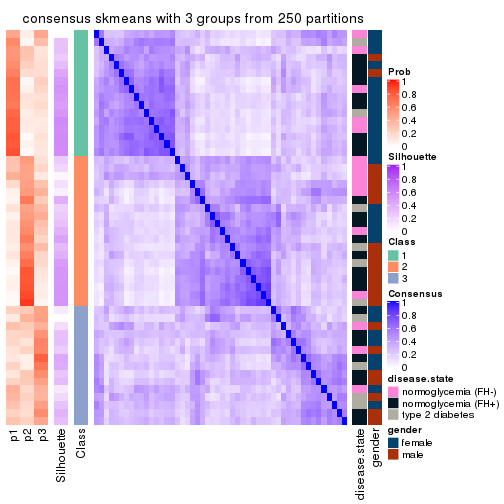 consensus skmeans with 3 groups from 250 partitions
Prob
1
0.8
0.6
0.4
0.2
0
Silhouette
1
0.8
0.6
0.4
0.2
0
Class
1
2
3
Consensus
1
0.8
0.6
0.4
0.2
0
disease.state
normoglycemia (FH-)
normoglycemia (FH+)
type 2 diabetes
gender
female
male
p1
p2
p3
Silhouette
Class
disease.state
gender